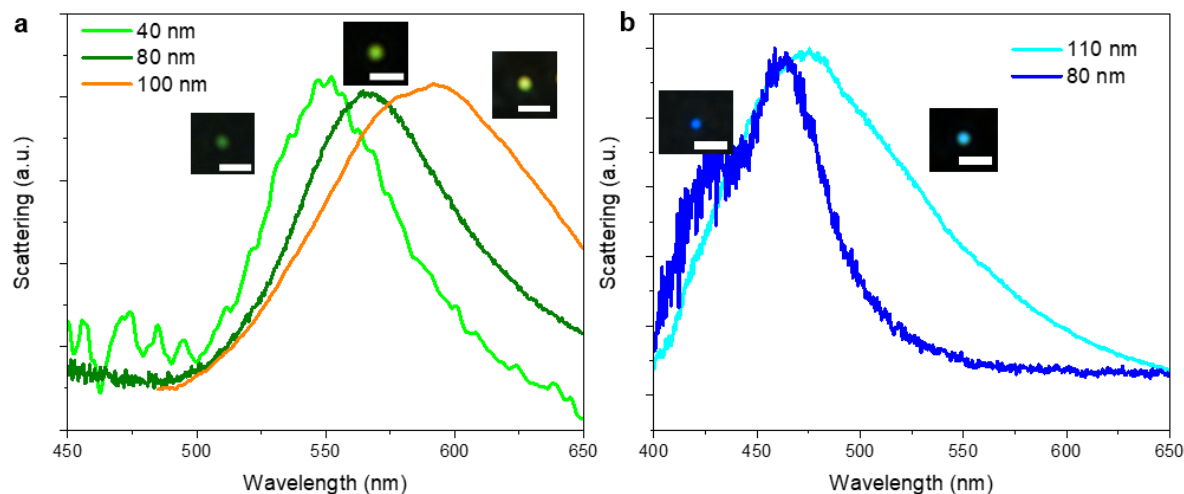 a
40 nm
80 nm
100 nm
Scattering (a.u.)
450 500 550 600 650
Wavelength (nm)
b
110 nm
80 nm
Scattering (a.u.)
400 450 500 550 600 650
Wavelength (nm)